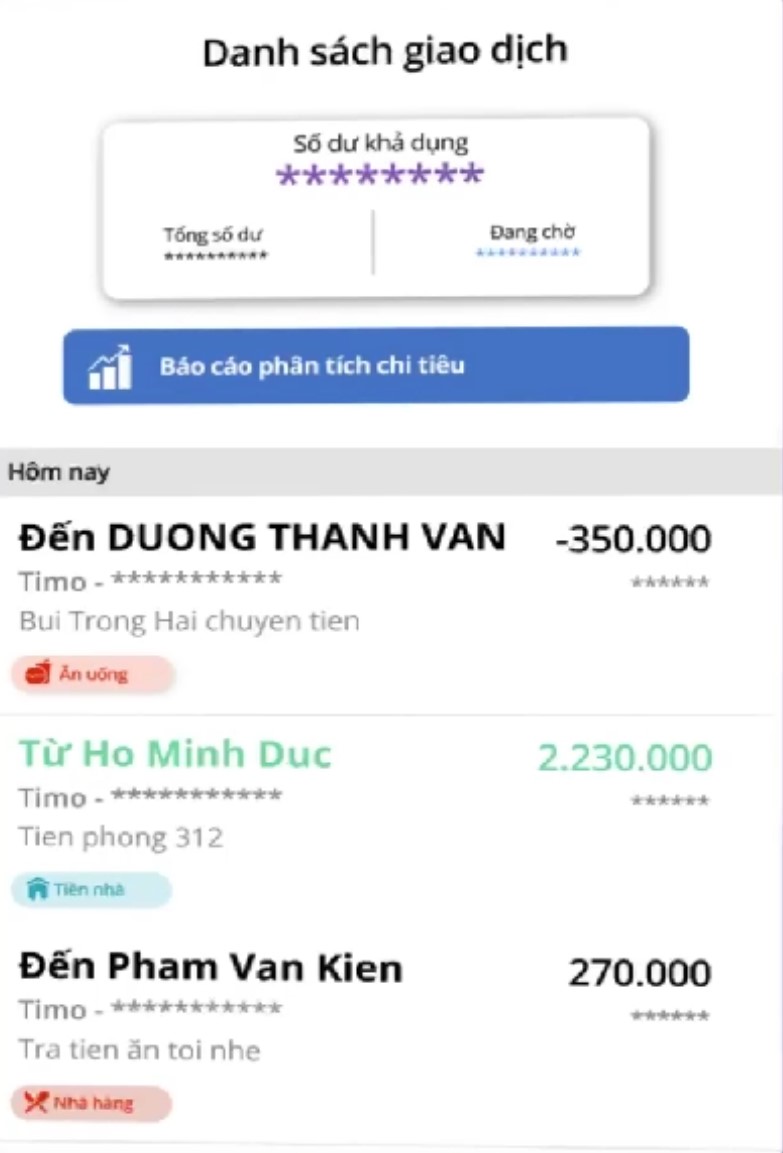 Danh sách giao dịch
Số dư khả dụng
********
Tổng số dư
**********
Đang chờ
**********
Báo cáo phân tích chi tiêu
Hôm nay
Đến DUONG THANH VAN -350.000
Timo - *********** ******
Bui Trong Hai chuyen tien
Ăn uống
Từ Ho Minh Duc 2.230.000
Timo - *********** ******
Tien phong 312
Tiền nhà
Đến Pham Van Kien 270.000
Timo - *********** ******
Tra tien ăn toi nhe
Nhà hàng